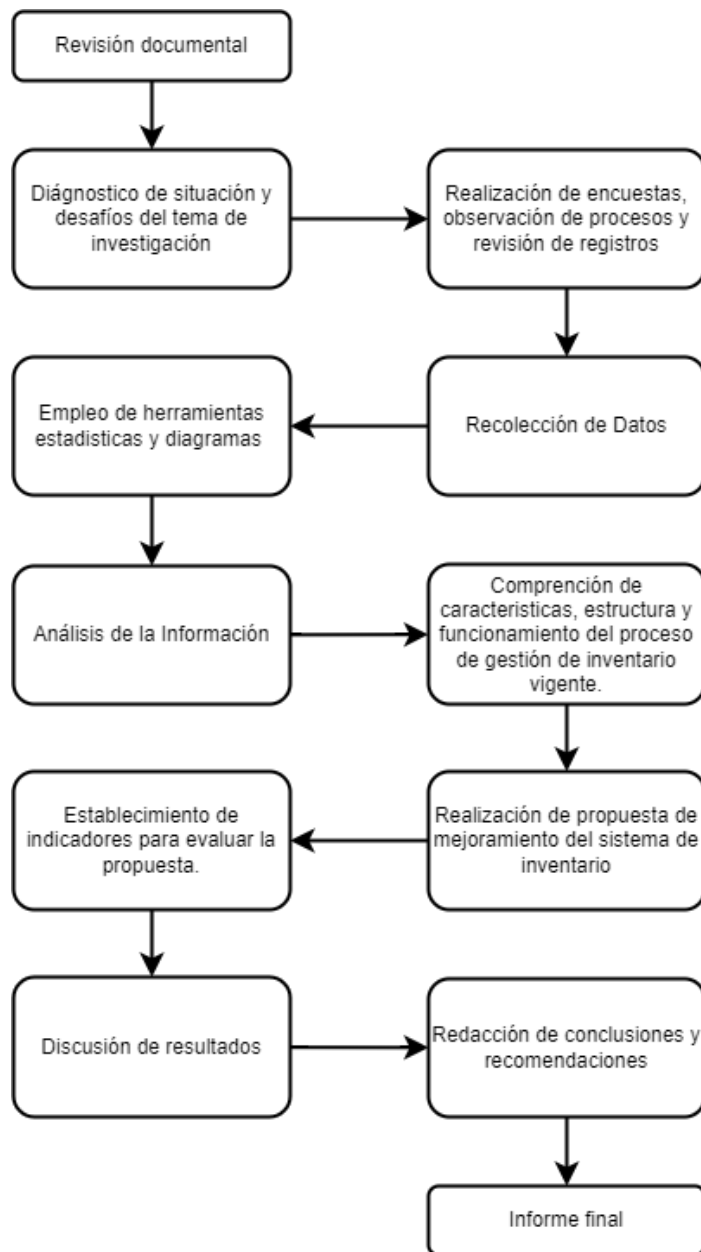 Revisión documental
Diágnostico de situación y
desafíos del tema de
investigación
Realización de encuestas,
observación de procesos y
revisión de registros
Recolección de Datos
Empleo de herramientas
estadisticas y diagramas
Análisis de la Información
Comprención de
caracteristicas, estructura y
funcionamiento del proceso
de gestión de inventario
vigente.
Realización de propuesta de
mejoramiento del sistema de
inventario
Establecimiento de
indicadores para evaluar la
propuesta.
Discusión de resultados
Redacción de conclusiones y
recomendaciones
Informe final